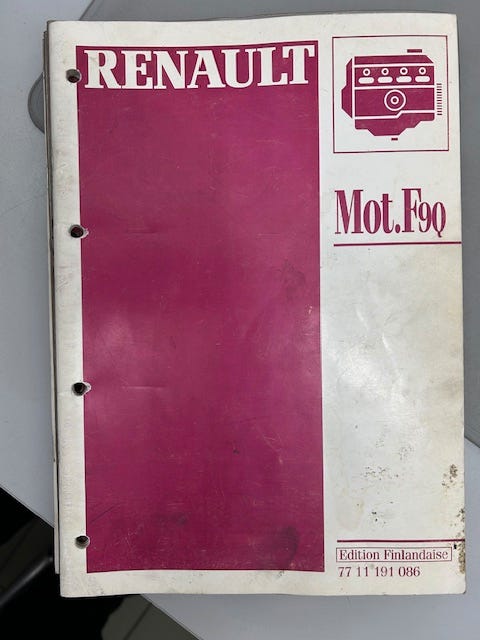 RENAULT
Mot.F9Q
Edition Finlandaise
77 11 191 086